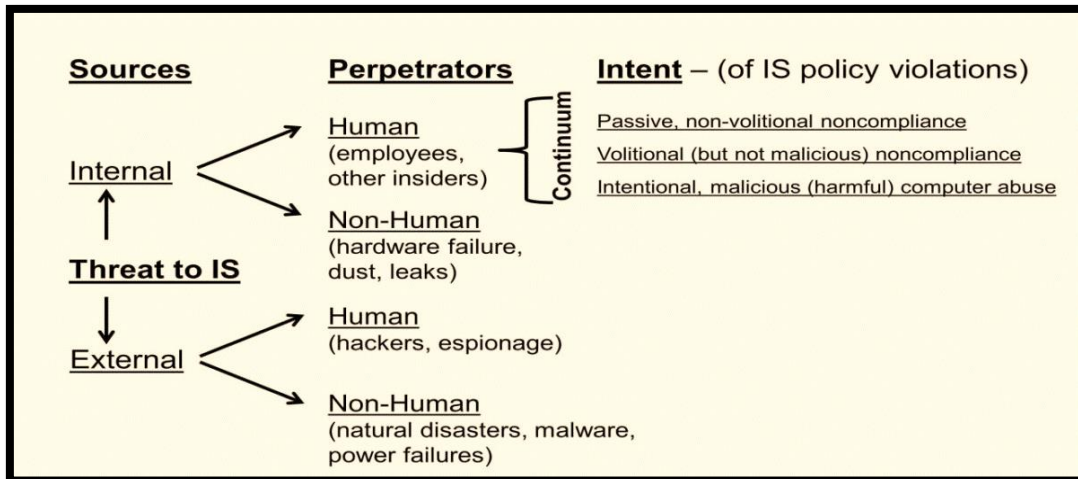 Sources
Perpetrators
Intent – (of IS policy violations)
Internal
Threat to IS
External
Human
(employees,
other insiders)
Non-Human
(hardware failure,
dust, leaks)
Human
(hackers, espionage)
Non-Human
(natural disasters, malware,
power failures)
Continuum
Passive, non-volitional noncompliance
Volitional (but not malicious) noncompliance
Intentional, malicious (harmful) computer abuse